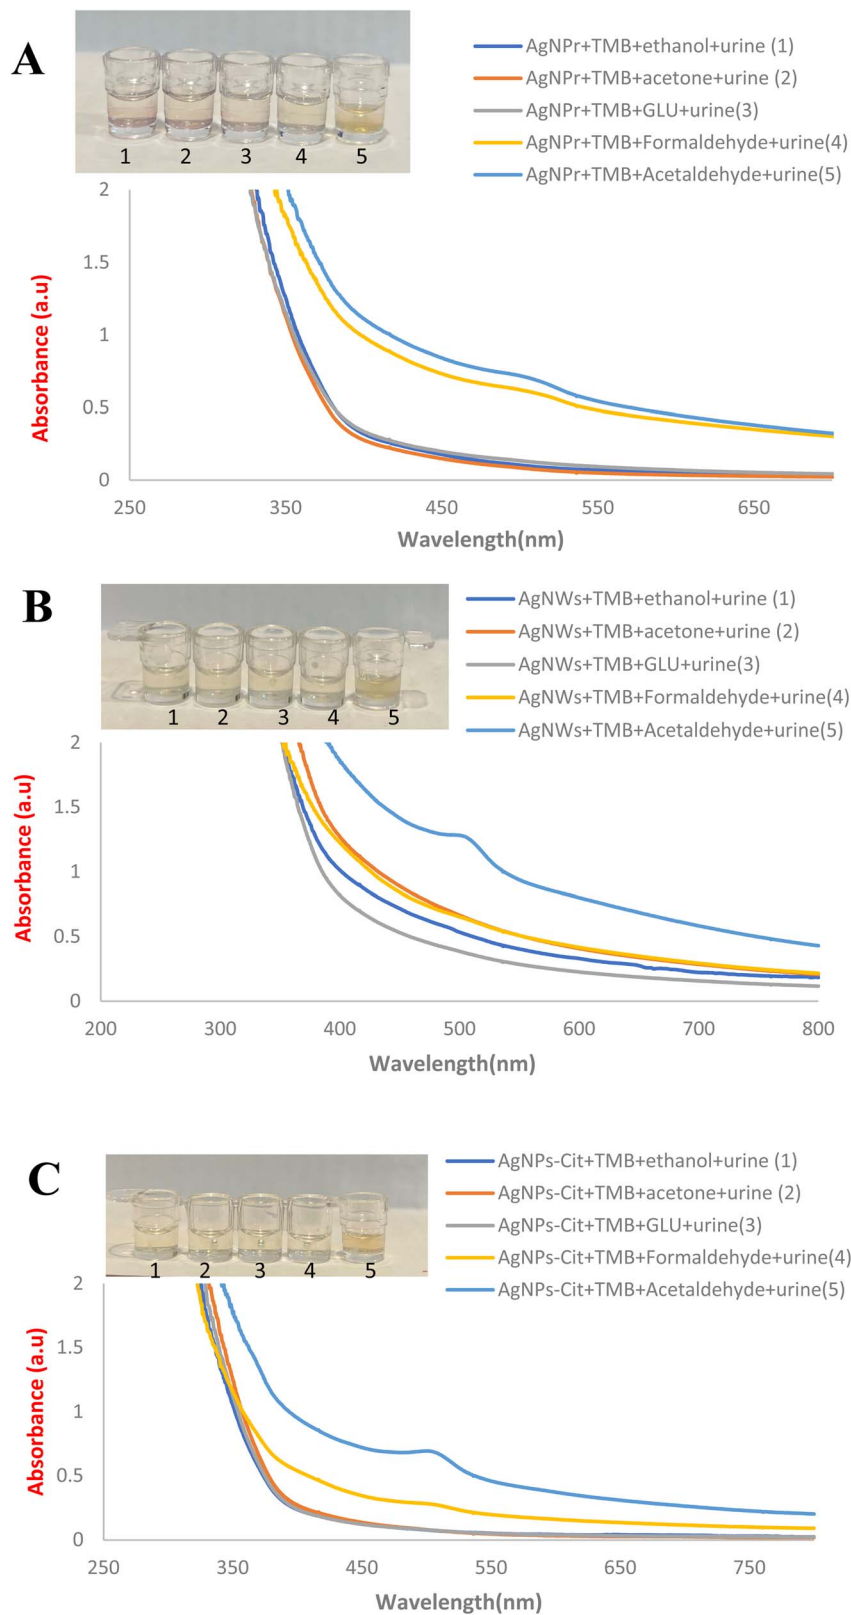 A
AgNPr+TMB+ethanol+urine (1)
AgNPr+TMB+acetone+urine (2)
AgNPr+TMB+GLU+urine(3)
AgNPr+TMB+Formaldehyde+urine(4)
AgNPr+TMB+Acetaldehyde+urine(5)
1 2 3 4 5
2
1.5
1
0.5
0
Absorbance (a.u)
250 350 450 550 650
Wavelength(nm)
B
AgNWs+TMB+ethanol+urine (1)
AgNWs+TMB+acetone+urine (2)
AgNWs+TMB+GLU+urine(3)
AgNWs+TMB+Formaldehyde+urine(4)
AgNWs+TMB+Acetaldehyde+urine(5)
1 2 3 4 5
2
1.5
1
0.5
0
Absorbance (a.u)
200 300 400 500 600 700 800
Wavelength(nm)
C
AgNPs-Cit+TMB+ethanol+urine (1)
AgNPs-Cit+TMB+acetone+urine (2)
AgNPs-Cit+TMB+GLU+urine(3)
AgNPs-Cit+TMB+Formaldehyde+urine(4)
AgNPs-Cit+TMB+Acetaldehyde+urine(5)
1 2 3 4 5
2
1.5
1
0.5
0
Absorbance (a.u)
250 350 450 550 650 750
Wavelength(nm)